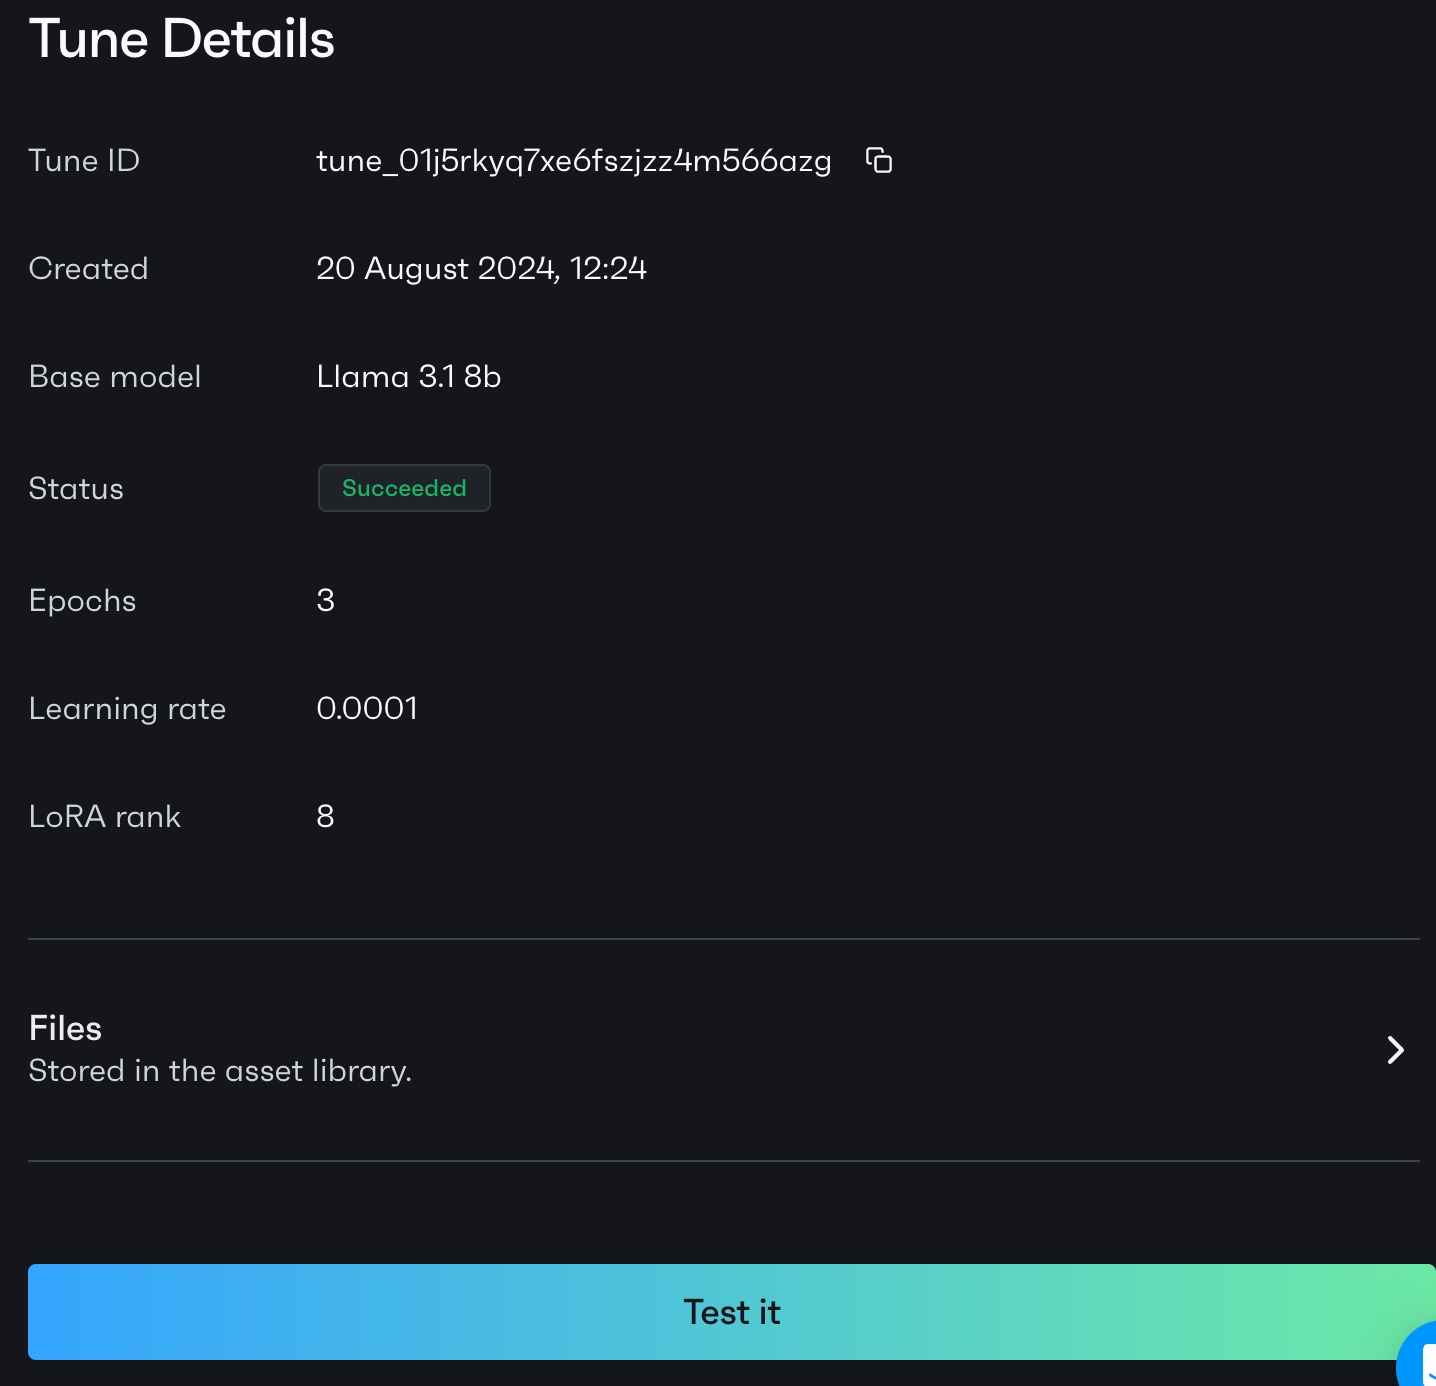 Tune Details
Tune ID tune_01j5rkyq7xe6fszjzz4m566azg
Created 20 August 2024, 12:24
Base model Llama 3.1 8b
Status Succeeded
Epochs 3
Learning rate 0.0001
LoRA rank 8
Files
Stored in the asset library.
Test it